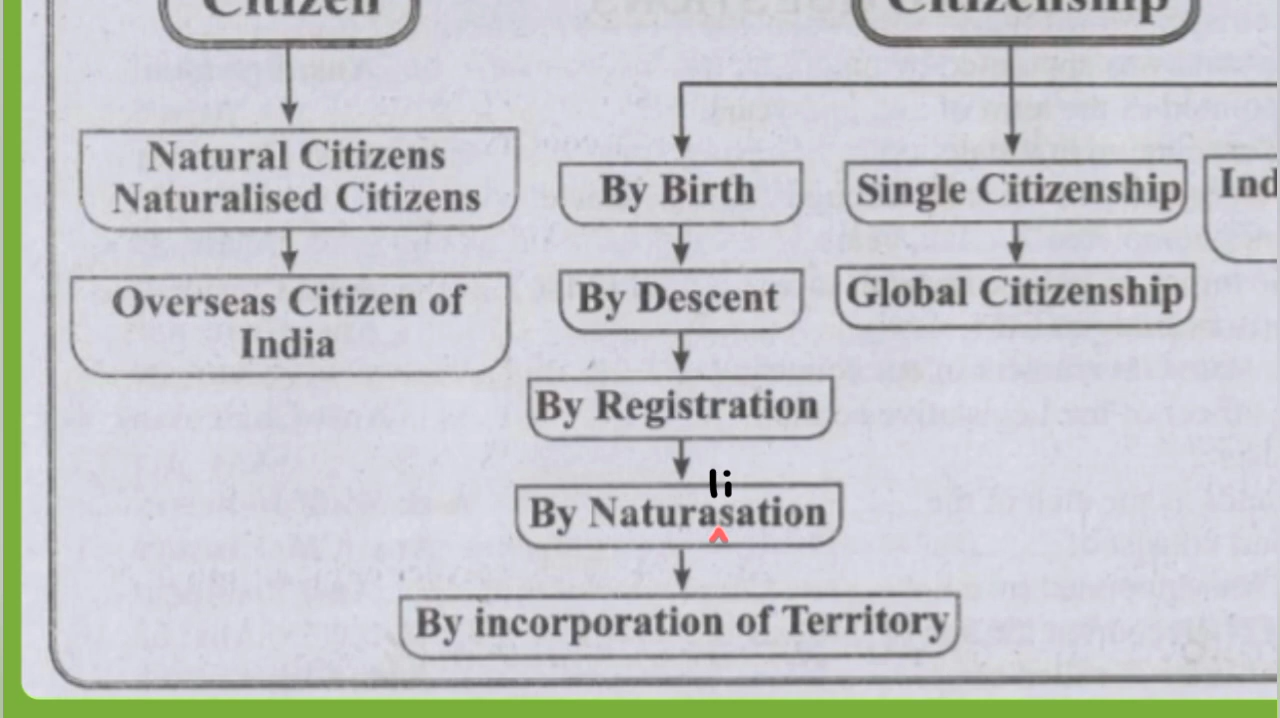 Citizen
Citizenship
Natural Citizens
Naturalised Citizens
Overseas Citizen of
India
By Birth
By Descent
By Registration
li
By Naturasation
By incorporation of Territory
Single Citizenship
Global Citizenship
Ind